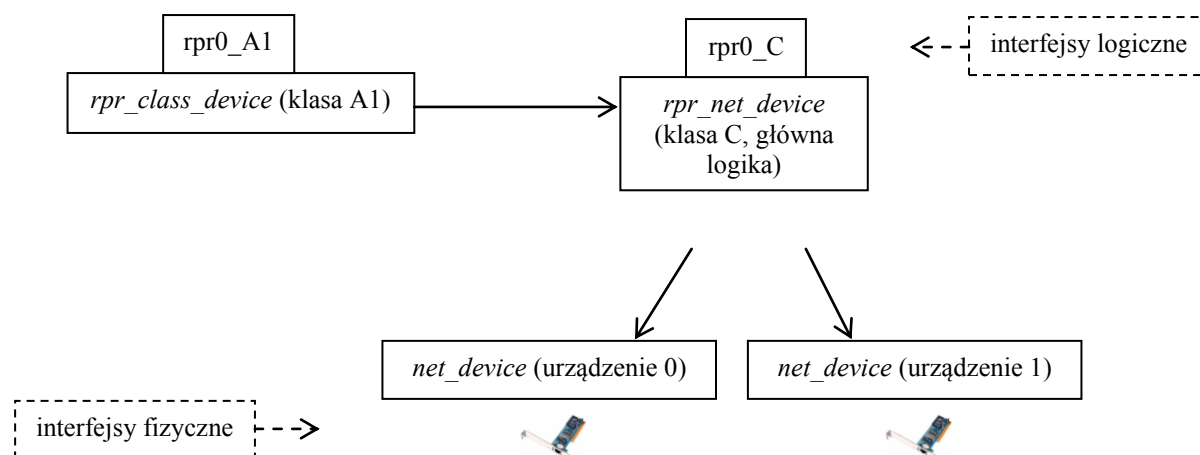 rpr0_A1
rpr_class_device (klasa A1)
rpr0_C
rpr_net_device
(klasa C, główna
logika)
interfejsy logiczne
net_device (urządzenie 0)
net_device (urządzenie 1)
interfejsy fizyczne